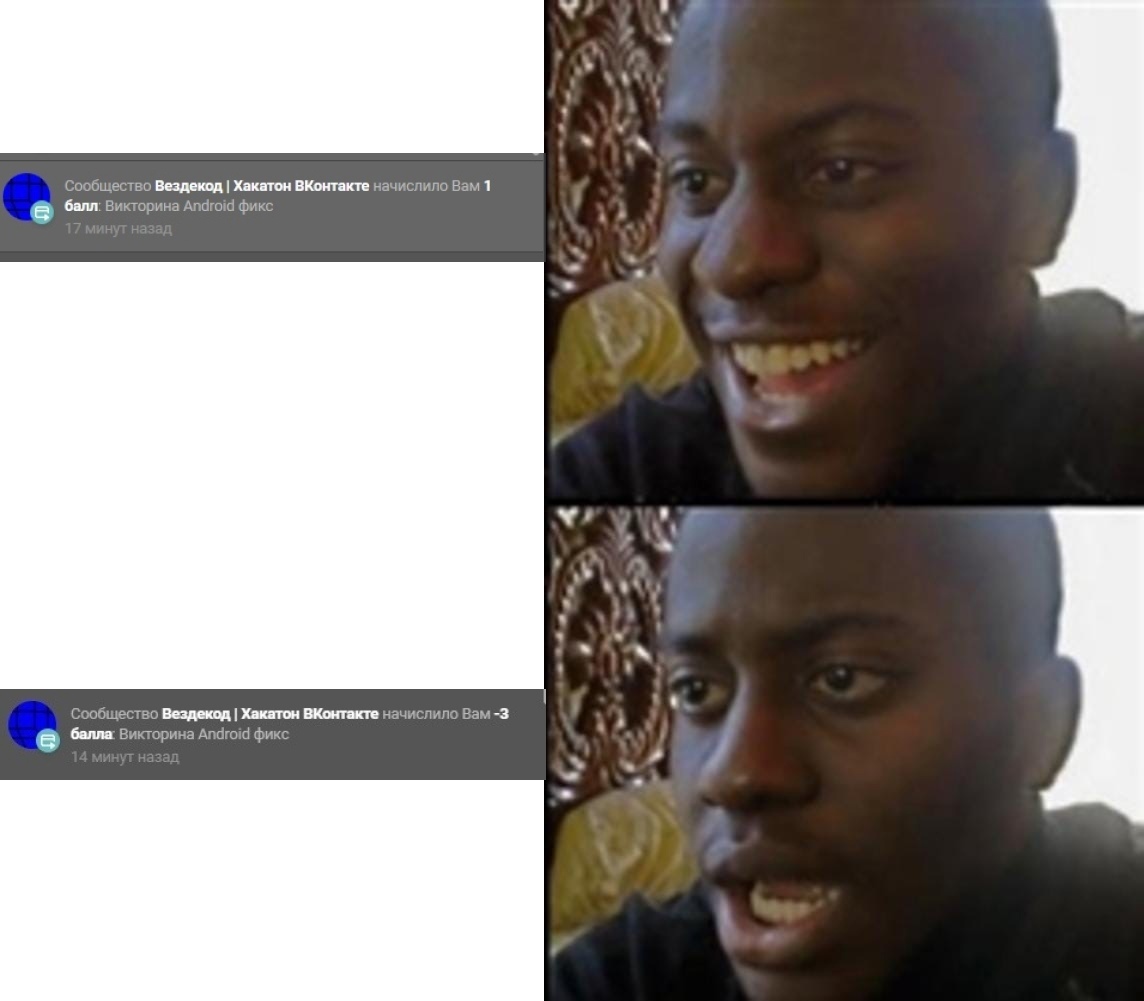 Сообщество Вездекод | Хакатон ВКонтакте начислило Вам 1
балл: Викторина Android фикс
17 минут назад
Сообщество Вездекод | Хакатон ВКонтакте начислило Вам -3
балла: Викторина Android фикс
14 минут назад